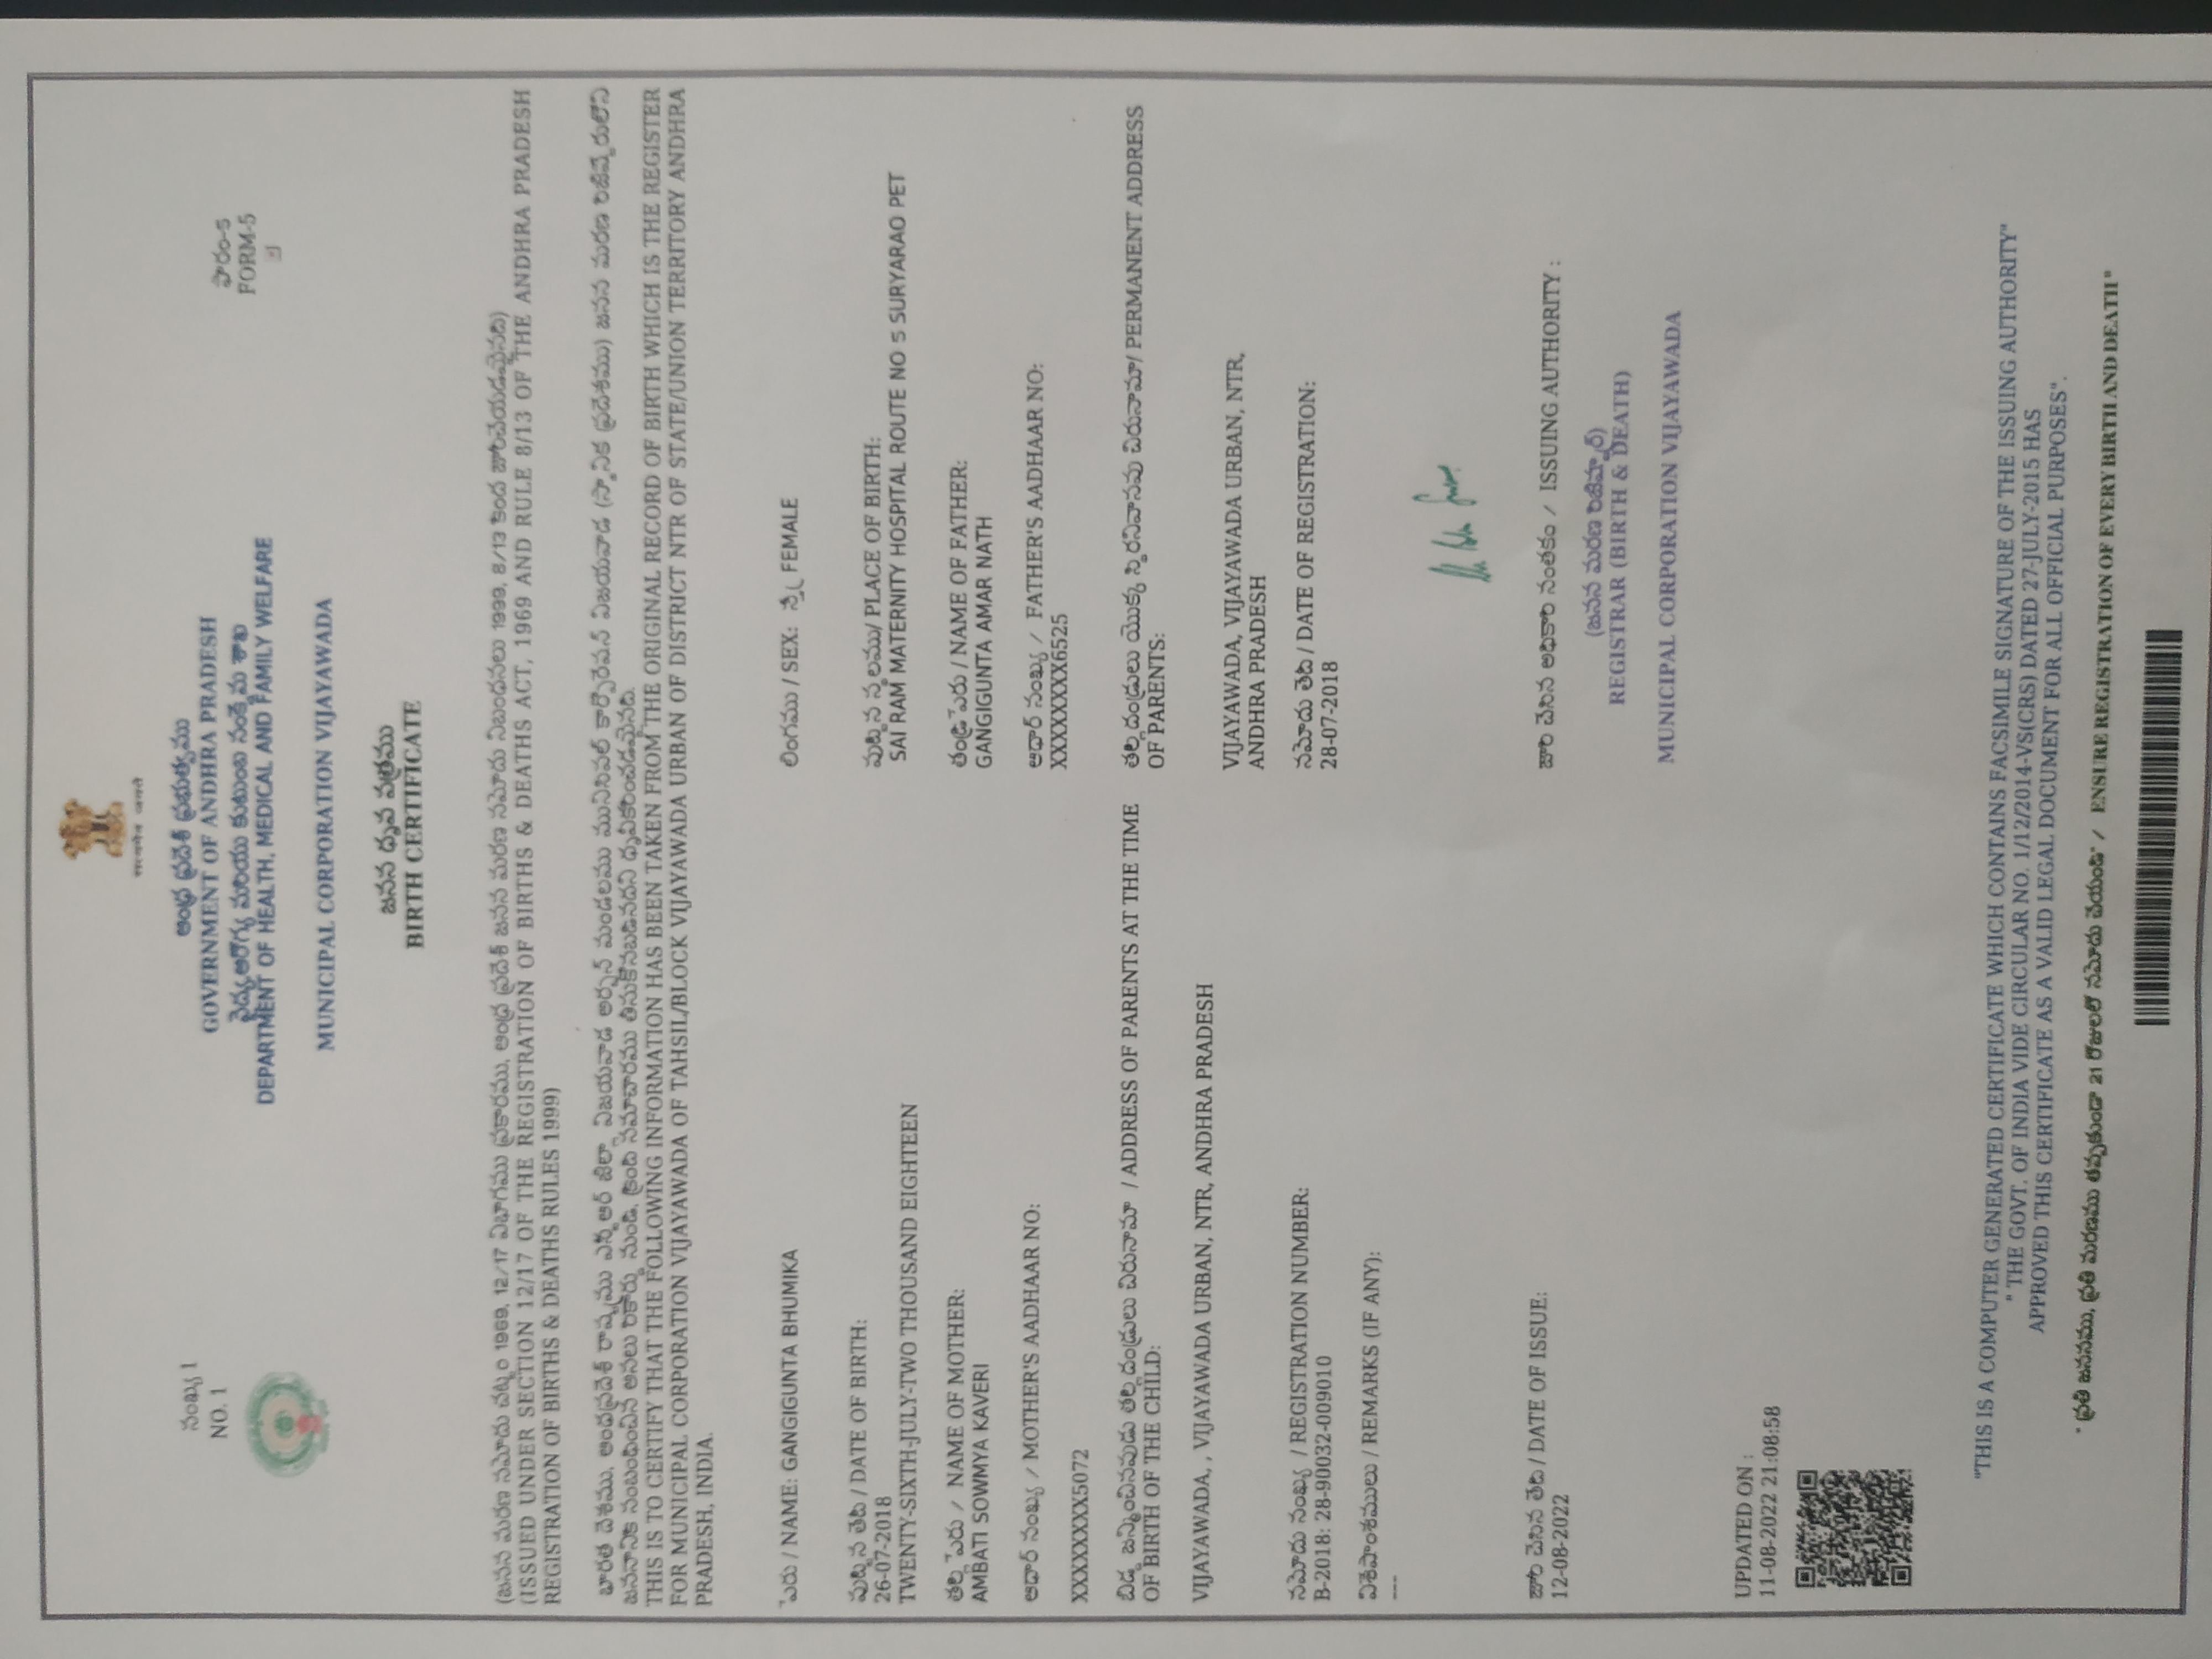 सत्यमेव जयते
సంఖ్య 1
NO. 1
ఆంధ్ర ప్రదేశ్ ప్రభుత్వము
GOVERNMENT OF ANDHRA PRADESH
వైద్య ఆరోగ్య మరియు కుటుంబ సంక్షేమ శాఖ
DEPARTMENT OF HEALTH, MEDICAL AND FAMILY WELFARE
ఫారం-5
FORM-5
MUNICIPAL CORPORATION VIJAYAWADA
జనన ధృవ పత్రము
BIRTH CERTIFICATE
(జనన మరణ నమోదు చట్టం 1969, 12/17 విభాగము ప్రకారము, ఆంధ్ర ప్రదేశ్ జనన మరణ నమోదు నిబంధనలు 1999, 8/13 కింద జారీచేయడమైనది)
(ISSUED UNDER SECTION 12/17 OF THE REGISTRATION OF BIRTHS & DEATHS ACT, 1969 AND RULE 8/13 OF THE ANDHRA PRADESH
REGISTRATION OF BIRTHS & DEATHS RULES 1999)
భారత దేశము, ఆంధ్రప్రదేశ్ రాష్ట్రము ఎన్టీఆర్ జిల్లా విజయవాడ అర్బన్ మండలము మునిసిపల్ కార్పోరేషన్ విజయవాడ (స్థానిక ప్రదేశము) జనన మరణ రిజిష్టరులోని
జననానికి సంబంధించిన అసలు రికార్డు నుండి, క్రింది సమాచారము తీసుకోనబడినదని ధృవీకరించడమైనది.
THIS IS TO CERTIFY THAT THE FOLLOWING INFORMATION HAS BEEN TAKEN FROM THE ORIGINAL RECORD OF BIRTH WHICH IS THE REGISTER
FOR MUNICIPAL CORPORATION VIJAYAWADA OF TAHSIL/BLOCK VIJAYAWADA URBAN OF DISTRICT NTR OF STATE/UNION TERRITORY ANDHRA
PRADESH, INDIA.
పేరు / NAME: GANGIGUNTA BHUMIKA
లింగము / SEX: స్త్రీ FEMALE
పుట్టిన తేది / DATE OF BIRTH:
26-07-2018
TWENTY-SIXTH-JULY-TWO THOUSAND EIGHTEEN
పుట్టిన స్థలము/ PLACE OF BIRTH:
SAI RAM MATERNITY HOSPITAL ROUTE NO 5 SURYARAO PET
తల్లి పేరు / NAME OF MOTHER:
AMBATI SOWMYA KAVERI
తండ్రి పేరు / NAME OF FATHER:
GANGIGUNTA AMAR NATH
ఆధార్ సంఖ్య / MOTHER'S AADHAAR NO:
XXXXXXXX5072
ఆధార్ సంఖ్య / FATHER'S AADHAAR NO:
XXXXXXXX6525
బిడ్డ జన్మించినపుడు తల్లిదండ్రులు చిరునామా / ADDRESS OF PARENTS AT THE TIME
OF BIRTH OF THE CHILD:
VIJAYAWADA, , VIJAYAWADA URBAN, NTR, ANDHRA PRADESH
తల్లిదండ్రులు యొక్క స్థిరనివాసపు చిరునామా/ PERMANENT ADDRESS
OF PARENTS:
VIJAYAWADA, VIJAYAWADA URBAN, NTR,
ANDHRA PRADESH
నమోదు సంఖ్య / REGISTRATION NUMBER:
B-2018: 28-90032-009010
నమోదు తేది / DATE OF REGISTRATION:
28-07-2018
విశేషాంశములు / REMARKS (IF ANY):
---
జారీ చేసిన తేది / DATE OF ISSUE:
12-08-2022
జారీ చేసిన అధికారి సంతకం / ISSUING AUTHORITY :
(జనన మరణ రిజిష్ట్రార్)
REGISTRAR (BIRTH & DEATH)
MUNICIPAL CORPORATION VIJAYAWADA
UPDATED ON :
11-08-2022 21:08:58
"THIS IS A COMPUTER GENERATED CERTIFICATE WHICH CONTAINS FACSIMILE SIGNATURE OF THE ISSUING AUTHORITY"
" THE GOVT. OF INDIA VIDE CIRCULAR NO. 1/12/2014-VS(CRS) DATED 27-JULY-2015 HAS
APPROVED THIS CERTIFICATE AS A VALID LEGAL DOCUMENT FOR ALL OFFICIAL PURPOSES".
" ప్రతి జననము, ప్రతి మరణము తప్పకుండా 21 రోజులలో నమోదు చేయండి" / ENSURE REGISTRATION OF EVERY BIRTH AND DEATH "